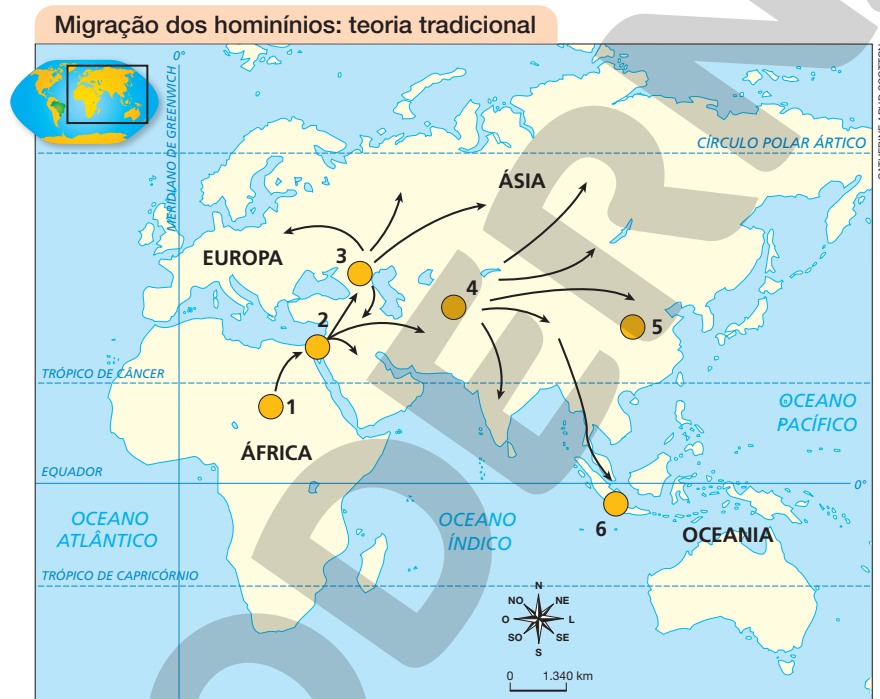 Migração dos hominínios: teoria tradicional
0°
MERIDIANO DE GREENWICH
CÍRCULO POLAR ÁRTICO
ÁSIA
EUROPA
3
4
2
5
TRÓPICO DE CÂNCER
1
OCEANO
PACÍFICO
ÁFRICA
EQUADOR
0°
OCEANO
ATLÂNTICO
OCEANO
ÍNDICO
6
OCEANIA
TRÓPICO DE CAPRICÓRNIO
N
NO
NE
O
L
SO
SE
S
0
1.340 km